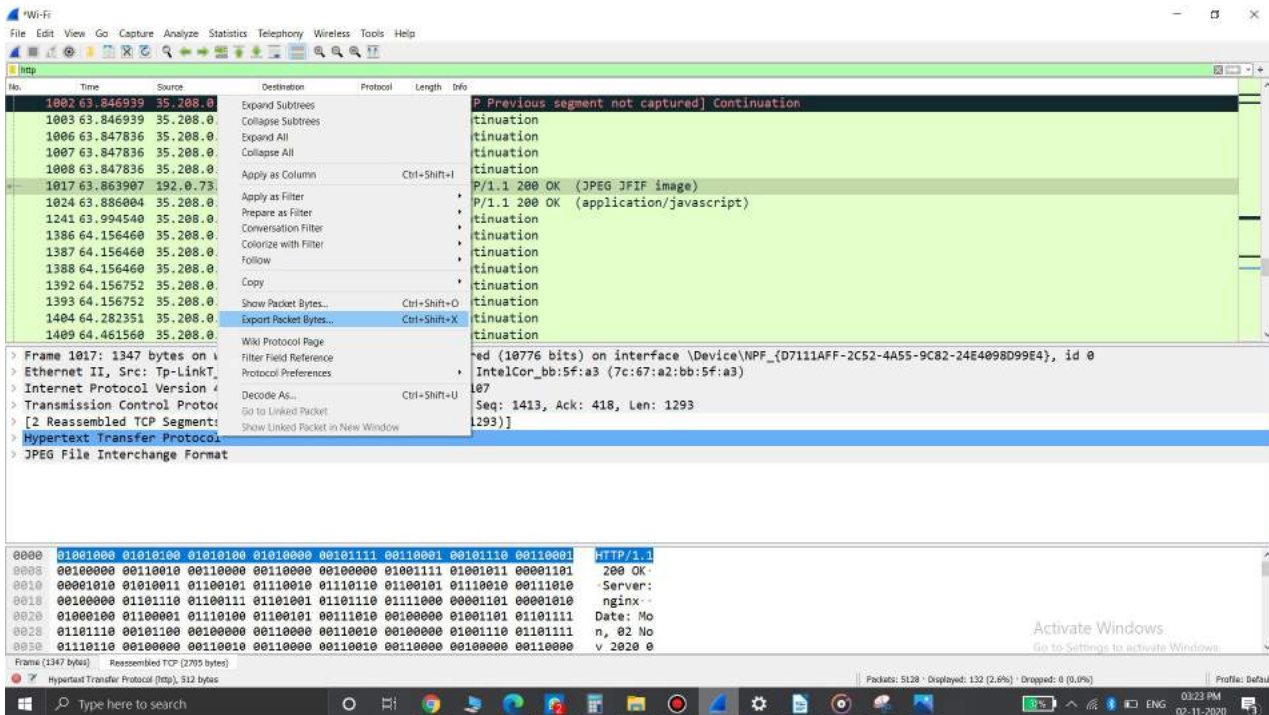 *Wi-Fi
File Edit View Go Capture Analyze Statistics Telephony Wireless Tools Help
http
No. Time Source Destination Protocol Length Info
1002 63.846939 35.208.0 P Previous segment not captured] Continuation
1003 63.846939 35.208.0. tinuation
1006 63.847836 35.208.0. tinuation
1007 63.847836 35.208.0. tinuation
1008 63.847836 35.208.0. tinuation
1017 63.863907 192.0.73. P/1.1 200 OK (JPEG JFIF image)
1024 63.886004 35.208.0. P/1.1 200 OK (application/javascript)
1241 63.994540 35.208.0. tinuation
1386 64.156460 35.208.0. tinuation
1387 64.156460 35.208.0. tinuation
1388 64.156460 35.208.0. tinuation
1392 64.156752 35.208.0. tinuation
1393 64.156752 35.208.0. tinuation
1404 64.282351 35.208.0. tinuation
1409 64.461560 35.208.0. tinuation
Expand Subtrees
Collapse Subtrees
Expand All
Collapse All
Apply as Column Ctrl+Shift+I
Apply as Filter
Prepare as Filter
Conversation Filter
Colorize with Filter
Follow
Copy
Show Packet Bytes... Ctrl+Shift+O
Export Packet Bytes... Ctrl+Shift+X
Wiki Protocol Page
Filter Field Reference
Protocol Preferences
Decode As... Ctrl+Shift+U
Go to Linked Packet
Show Linked Packet in New Window
Frame 1017: 1347 bytes on w red (10776 bits) on interface \Device\NPF_{D7111AFF-2C52-4A55-9C82-24E4098D99E4}, id 0
Ethernet II, Src: Tp-LinkT_ IntelCor_bb:5f:a3 (7c:67:a2:bb:5f:a3)
Internet Protocol Version 4 107
Transmission Control Protoc Seq: 1413, Ack: 418, Len: 1293
[2 Reassembled TCP Segments 1293)]
Hypertext Transfer Protocol
JPEG File Interchange Format
0000 01001000 01010100 01010100 01010000 00101111 00110001 00101110 00110001 HTTP/1.1
0008 00100000 00110010 00110000 00110000 00100000 01001111 01001011 00001101 200 OK·
0010 00001010 01010011 01100101 01110010 01110110 01100101 01110010 00111010 ·Server:
0018 00100000 01101110 01100111 01101001 01101110 01111000 00001101 00001010 nginx··
0020 01000100 01100001 01110100 01100101 00111010 00100000 01001101 01101111 Date: Mo
0028 01101110 00101100 00100000 00110000 00110010 00100000 01001110 01101111 n, 02 No
0030 01110110 00100000 00110010 00110000 00110010 00110000 00100000 00110000 v 2020 0
Activate Windows
Go to Settings to activate Windows.
Frame (1347 bytes) Reassembled TCP (2705 bytes)
Hypertext Transfer Protocol (http), 512 bytes Packets: 5128 · Displayed: 132 (2.6%) · Dropped: 0 (0.0%) Profile: Defau
Type here to search
32% ENG 03:23 PM
02-11-2020